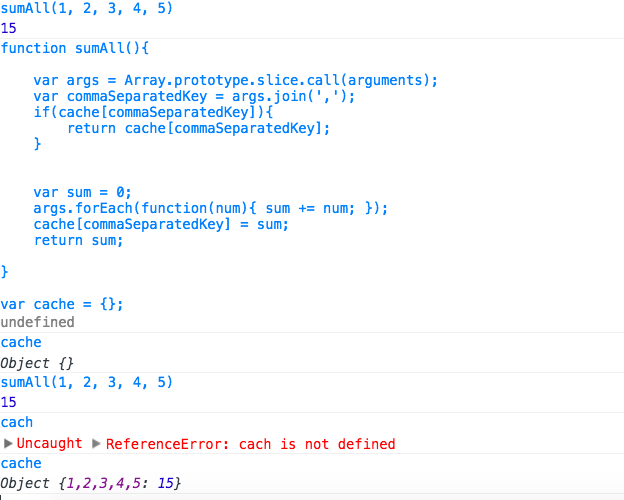 sumAll(1, 2, 3, 4, 5)
15
function sumAll(){
    var args = Array.prototype.slice.call(arguments);
    var commaSeparatedKey = args.join(',');
    if(cache[commaSeparatedKey]){
        return cache[commaSeparatedKey];
    }
    var sum = 0;
    args.forEach(function(num){ sum += num; });
    cache[commaSeparatedKey] = sum;
    return sum;
}
var cache = {};
undefined
cache
Object {}
sumAll(1, 2, 3, 4, 5)
15
cach
▶Uncaught ▶ReferenceError: cach is not defined
cache
Object {1,2,3,4,5: 15}